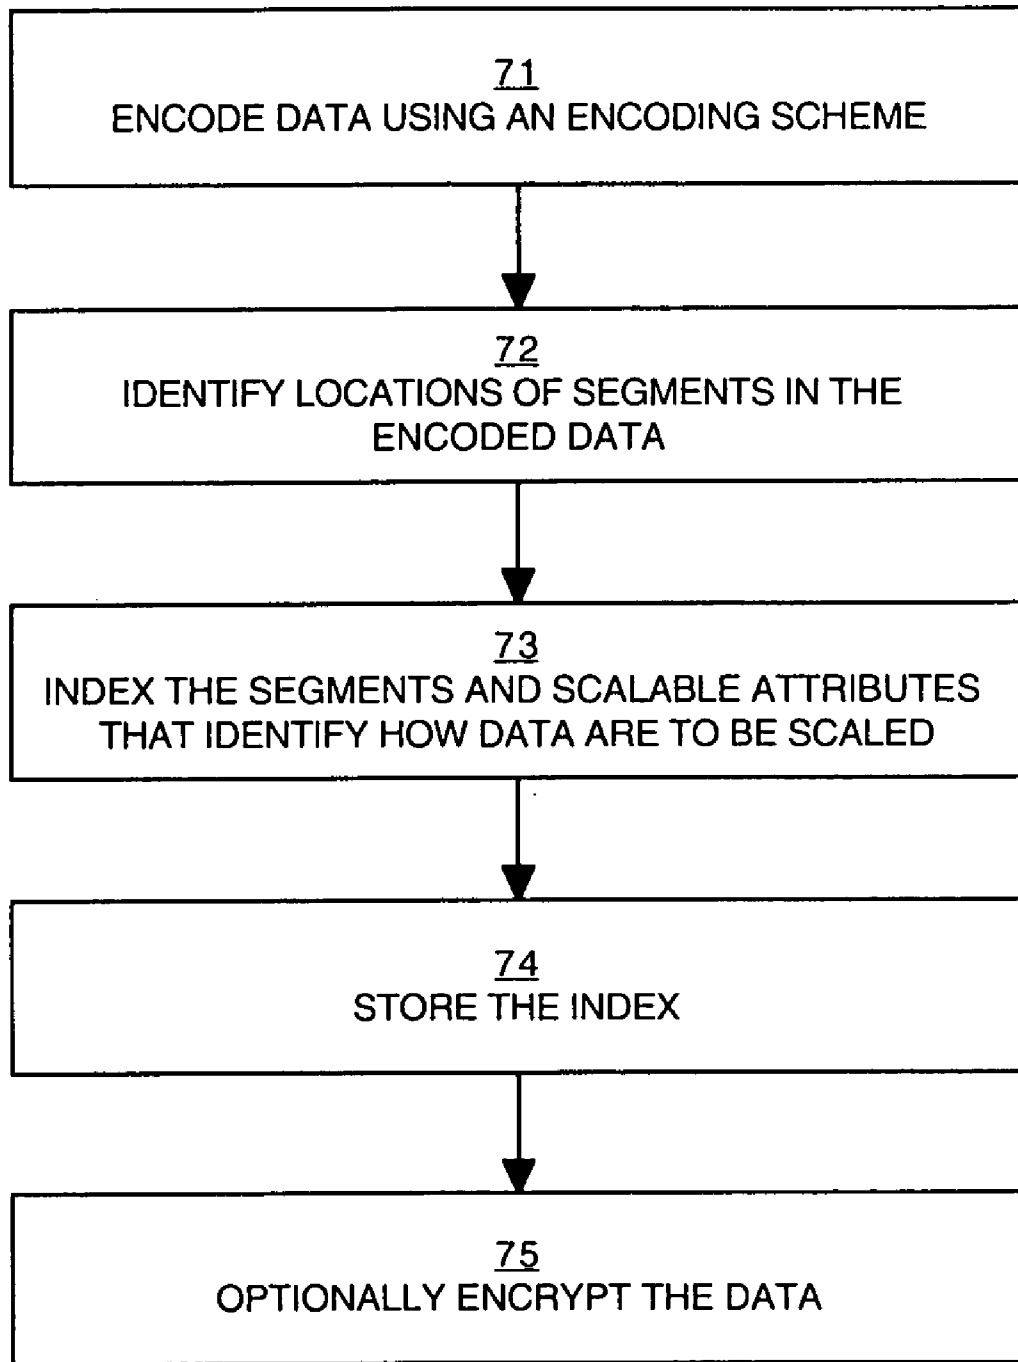 71
ENCODE DATA USING AN ENCODING SCHEME
72
IDENTIFY LOCATIONS OF SEGMENTS IN THE
ENCODED DATA
73
INDEX THE SEGMENTS AND SCALABLE ATTRIBUTES
THAT IDENTIFY HOW DATA ARE TO BE SCALED
74
STORE THE INDEX
75
OPTIONALLY ENCRYPT THE DATA